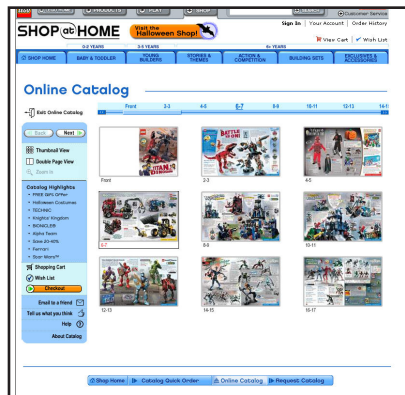 Customer Service
SHOP at HOME
Visit the
Halloween Shop!
Sign In | Your Account | Order History
View Cart | Wish List
0-2 YEARS
3-5 YEARS
6+ YEARS
SHOP HOME
BABY & TODDLER
YOUNG BUILDERS
STORIES & THEMES
ACTION & COMPETITION
BUILDING SETS
EXCLUSIVES & ACCESSORIES
Online Catalog
Exit Online Catalog
Front 2-3 4-5 6-7 8-9 10-11 12-13
Back Next
Thumbnail View
Double Page View
Zoom In
Catalog Highlights
• FREE Gift Offer
• Halloween Costumes
• TECHNIC
• Knights' Kingdom
• BIONICLE®
• Alpha Team
• Save 20-40%
• Ferrari
• Star Wars™
Shopping Cart
Wish List
Checkout
Email to a friend
Tell us what you think
Help
About Catalog
Front
2-3
4-5
6-7
8-9
10-11
12-13
14-15
16-17
Shop Home Catalog Quick Order Online Catalog Request Catalog